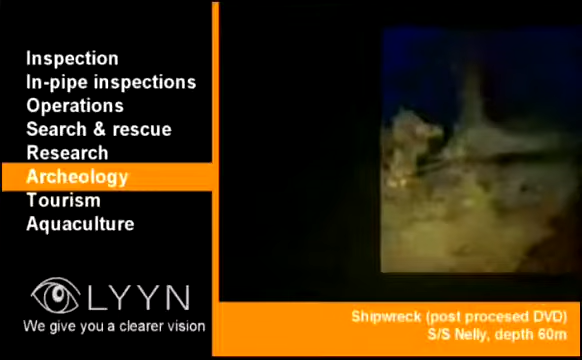 Inspection
In-pipe inspections
Operations
Search & rescue
Research
Archeology
Tourism
Aquaculture
LYYN
We give you a clearer vision
Shipwreck (post procesed DVD)
S/S Nelly, depth 60m